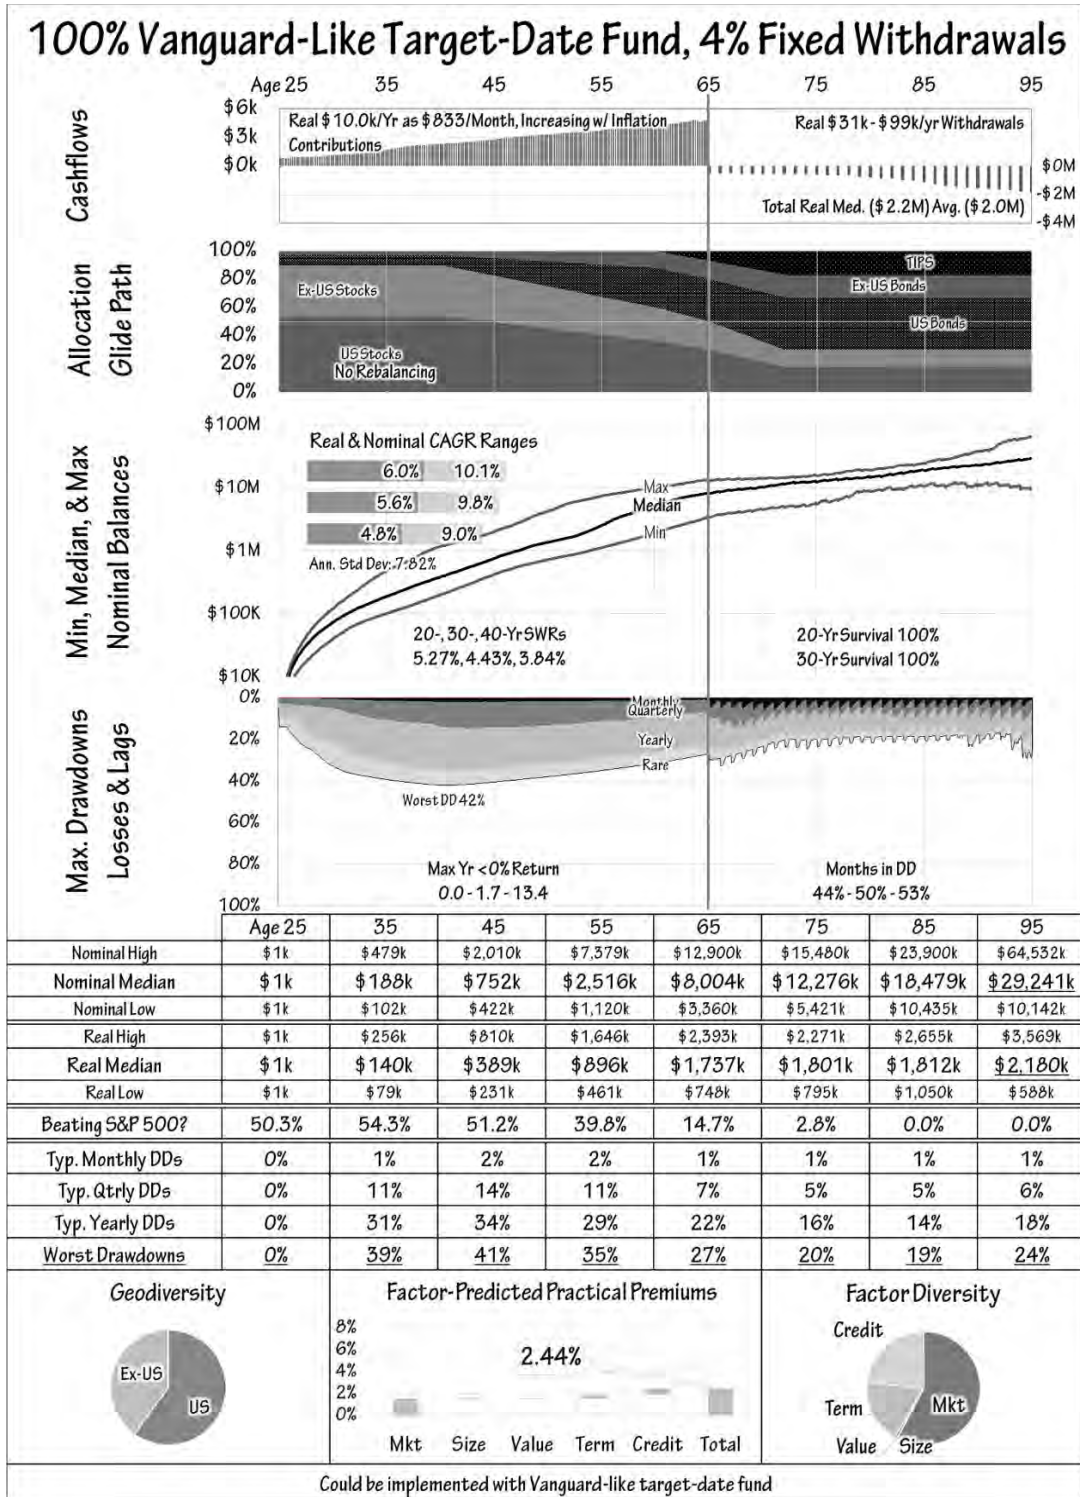 100% Vanguard-Like Target-Date Fund, 4% Fixed Withdrawals
Age 25 35 45 55 65 75 85 95
Cashflows
$6k
$3k
$0k
Real $10.0k/Yr as $833/Month, Increasing w/ Inflation
Contributions
Real $31k - $99k/yr Withdrawals
Total Real Med. ($2.2M) Avg. ($2.0M)
$0M
-$2M
-$4M
Allocation
Glide Path
100%
80%
60%
40%
20%
0%
TIPS
Ex-US Bonds
Ex-US Stocks
US Bonds
US Stocks
No Rebalancing
Min, Median, & Max
Nominal Balances
$100M
$10M
$1M
$100K
$10K
Real & Nominal CAGR Ranges
6.0% 10.1%
5.6% 9.8%
4.8% 9.0%
Ann. Std Dev: 7.82%
Max
Median
Min
20-, 30-, 40-Yr SWRs
5.27%, 4.43%, 3.84%
20-Yr Survival 100%
30-Yr Survival 100%
Max. Drawdowns
Losses & Lags
0%
20%
40%
60%
80%
100%
Monthly
Quarterly
Yearly
Rare
Worst DD 42%
Max Yr <0% Return
0.0 - 1.7 - 13.4
Months in DD
44% - 50% - 53%
Age 25 35 45 55 65 75 85 95
Nominal High $1k $479k $2,010k $7,379k $12,900k $15,480k $23,900k $64,532k
Nominal Median $1k $188k $752k $2,516k $8,004k $12,276k $18,479k $29,241k
Nominal Low $1k $102k $422k $1,120k $3,360k $5,421k $10,435k $10,142k
Real High $1k $256k $810k $1,646k $2,393k $2,271k $2,655k $3,569k
Real Median $1k $140k $389k $896k $1,737k $1,801k $1,812k $2,180k
Real Low $1k $79k $231k $461k $748k $795k $1,050k $588k
Beating S&P 500? 50.3% 54.3% 51.2% 39.8% 14.7% 2.8% 0.0% 0.0%
Typ. Monthly DDs 0% 1% 2% 2% 1% 1% 1% 1%
Typ. Qtrly DDs 0% 11% 14% 11% 7% 5% 5% 6%
Typ. Yearly DDs 0% 31% 34% 29% 22% 16% 14% 18%
Worst Drawdowns 0% 39% 41% 35% 27% 20% 19% 24%
Geodiversity
Ex-US
US
Factor-Predicted Practical Premiums
8%
6%
4%
2%
0%
2.44%
Mkt Size Value Term Credit Total
Factor Diversity
Credit
Term
Mkt
Value
Size
Could be implemented with Vanguard-like target-date fund